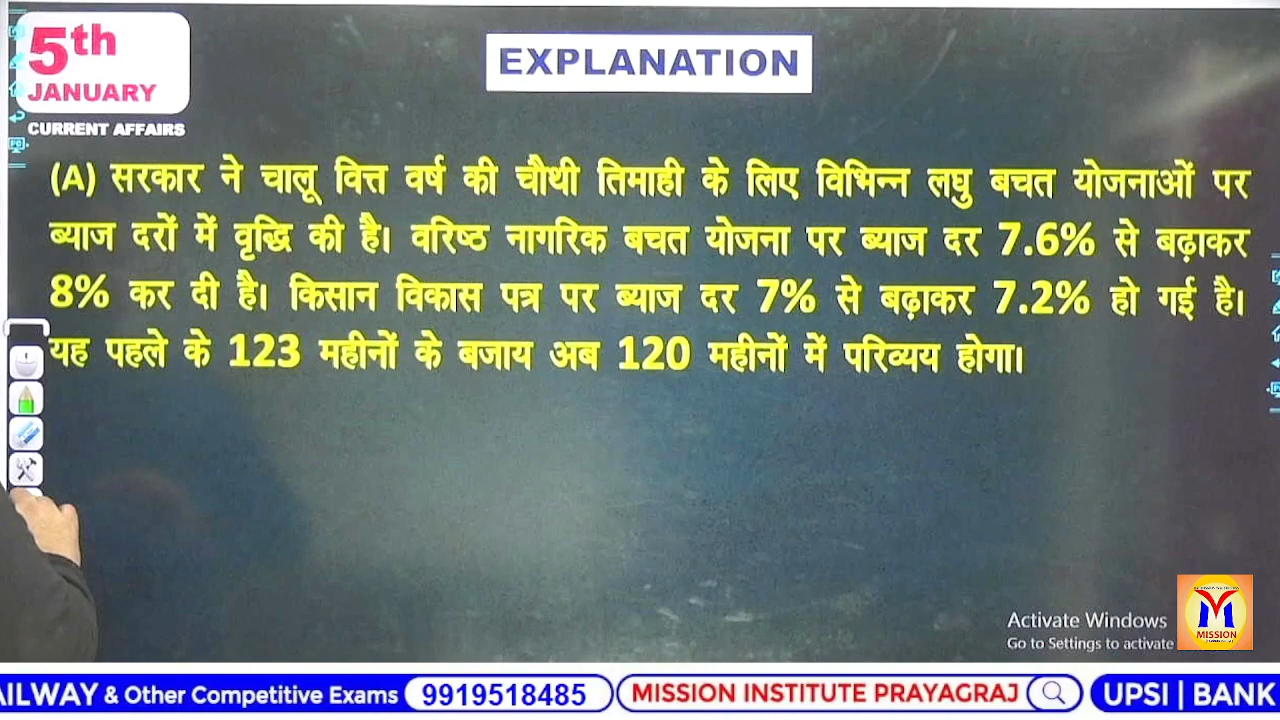 5th
JANUARY
CURRENT AFFAIRS
EXPLANATION
(A) सरकार ने चालू वित्त वर्ष की चौथी तिमाही के लिए विभिन्न लघु बचत योजनाओं पर
ब्याज दरों में वृद्धि की है। वरिष्ठ नागरिक बचत योजना पर ब्याज दर 7.6% से बढ़ाकर
8% कर दी है। किसान विकास पत्र पर ब्याज दर 7% से बढ़ाकर 7.2% हो गई है।
यह पहले के 123 महीनों के बजाय अब 120 महीनों में परिव्यय होगा।
Activate Windows
Go to Settings to activate
MISSION
AILWAY & Other Competitive Exams 9919518485 MISSION INSTITUTE PRAYAGRAJ UPSI | BANK